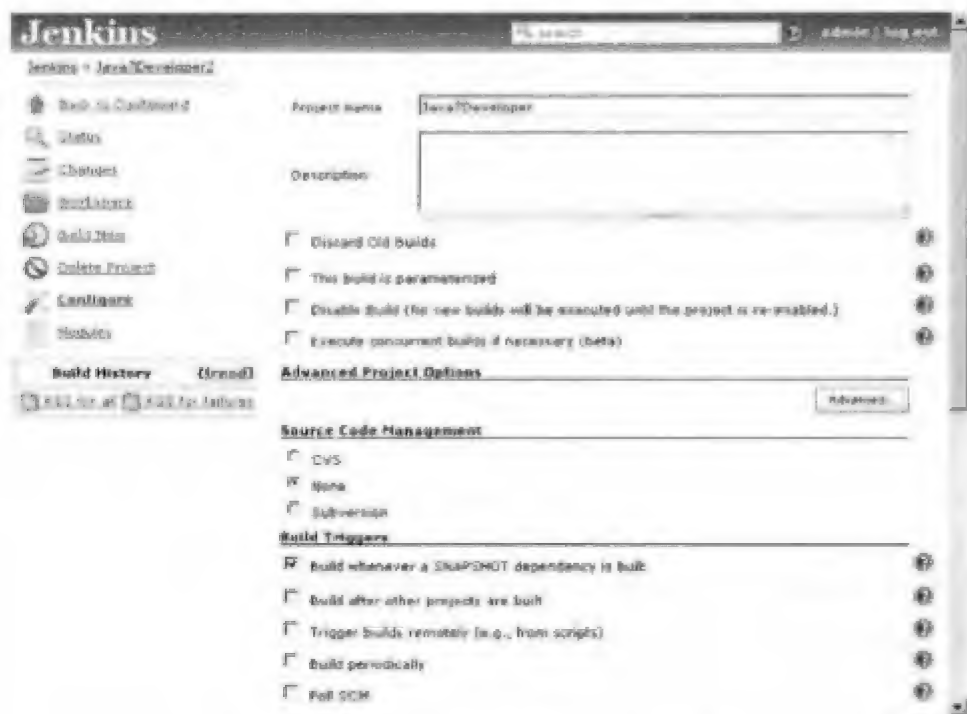 Jenkins
search
admin | log out
Jenkins » Java7Developer2
Back to Dashboard
Status
Changes
Workspace
Build Now
Delete Project
Configure
Modules
Build History (trend)
RSS for all RSS for failures
Project name Java7Developer
Description
Discard Old Builds
This build is parameterized
Disable Build (No new builds will be executed until the project is re-enabled.)
Execute concurrent builds if necessary (beta)
Advanced Project Options
Advanced...
Source Code Management
CVS
None
Subversion
Build Triggers
Build whenever a SNAPSHOT dependency is built
Build after other projects are built
Trigger builds remotely (e.g., from scripts)
Build periodically
Poll SCM